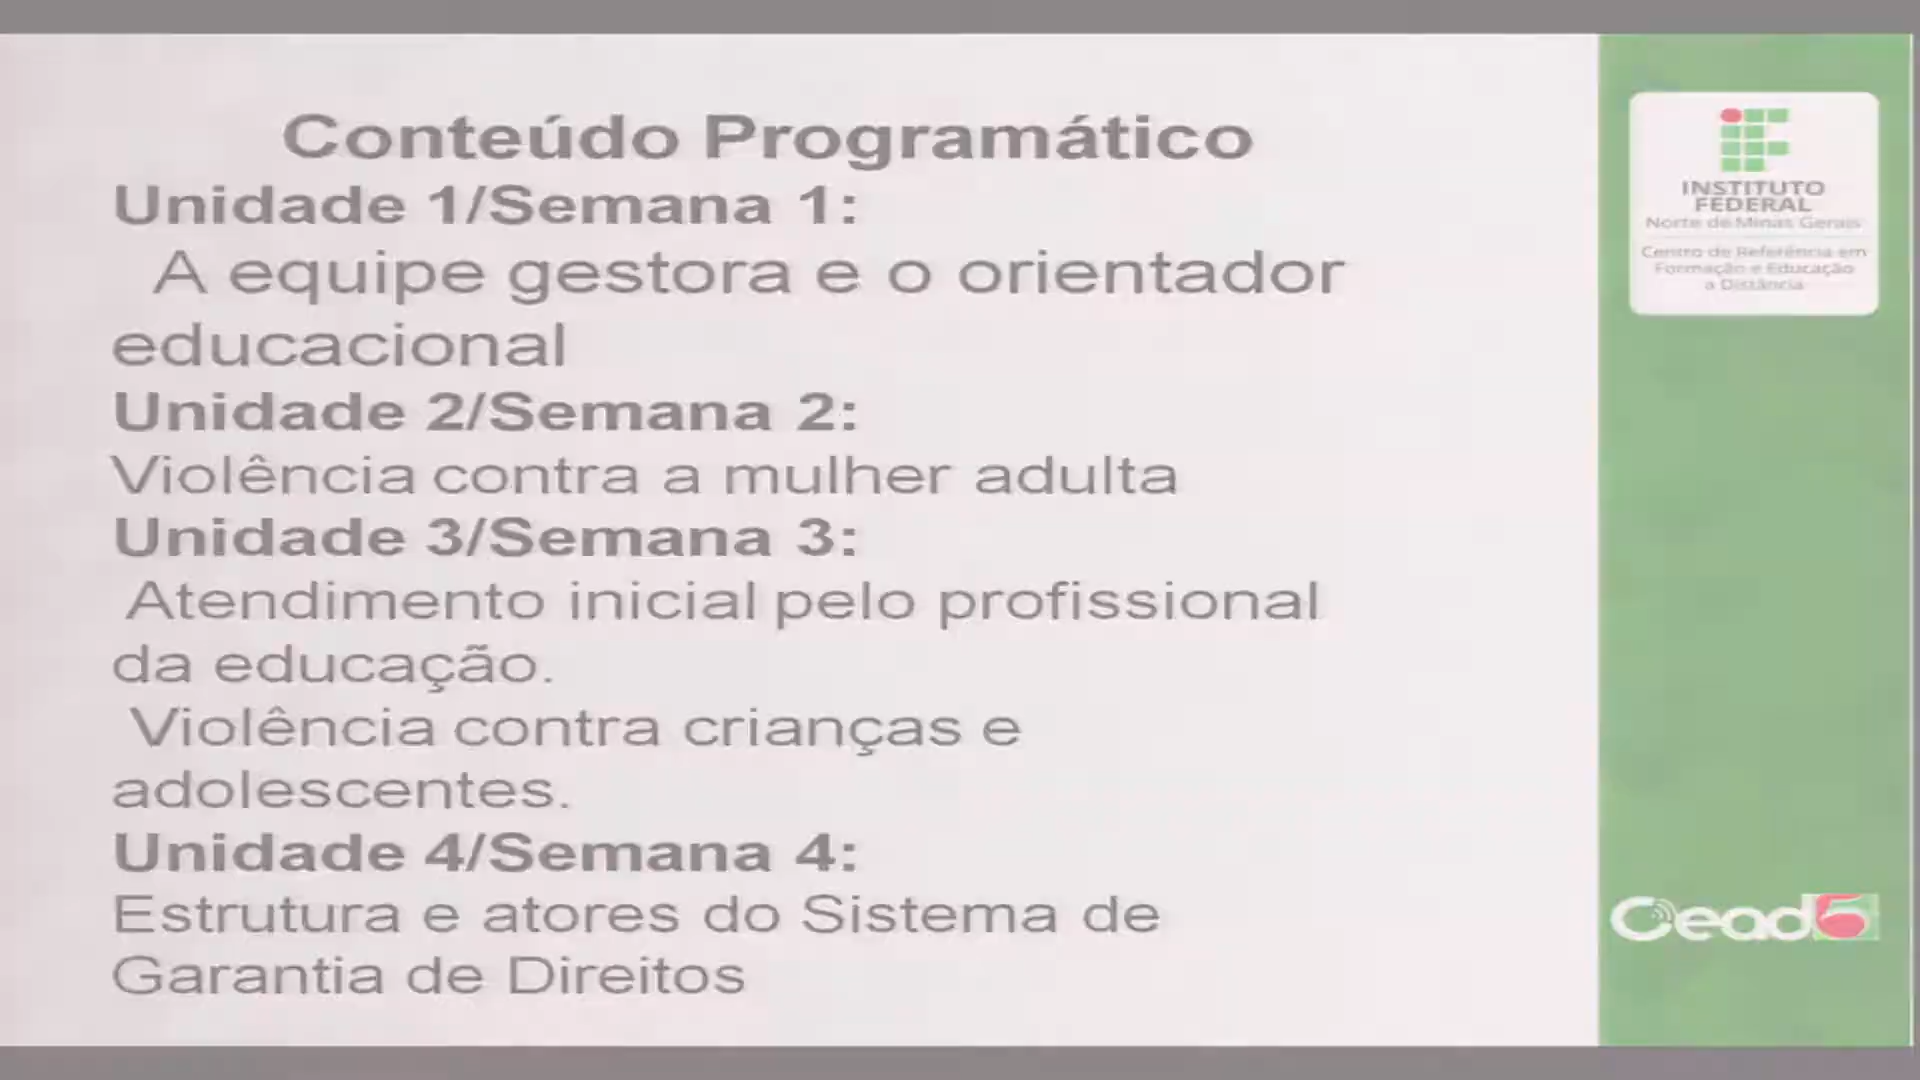 Conteúdo Programático
Unidade 1/Semana 1:
A equipe gestora e o orientador
educacional
Unidade 2/Semana 2:
Violência contra a mulher adulta
Unidade 3/Semana 3:
Atendimento inicial pelo profissional
da educação.
Violência contra crianças e
adolescentes.
Unidade 4/Semana 4:
Estrutura e atores do Sistema de
Garantia de Direitos
INSTITUTO
FEDERAL
Norte de Minas Gerais
Centro de Referência em
Formação e Educação
a Distância
Cead5